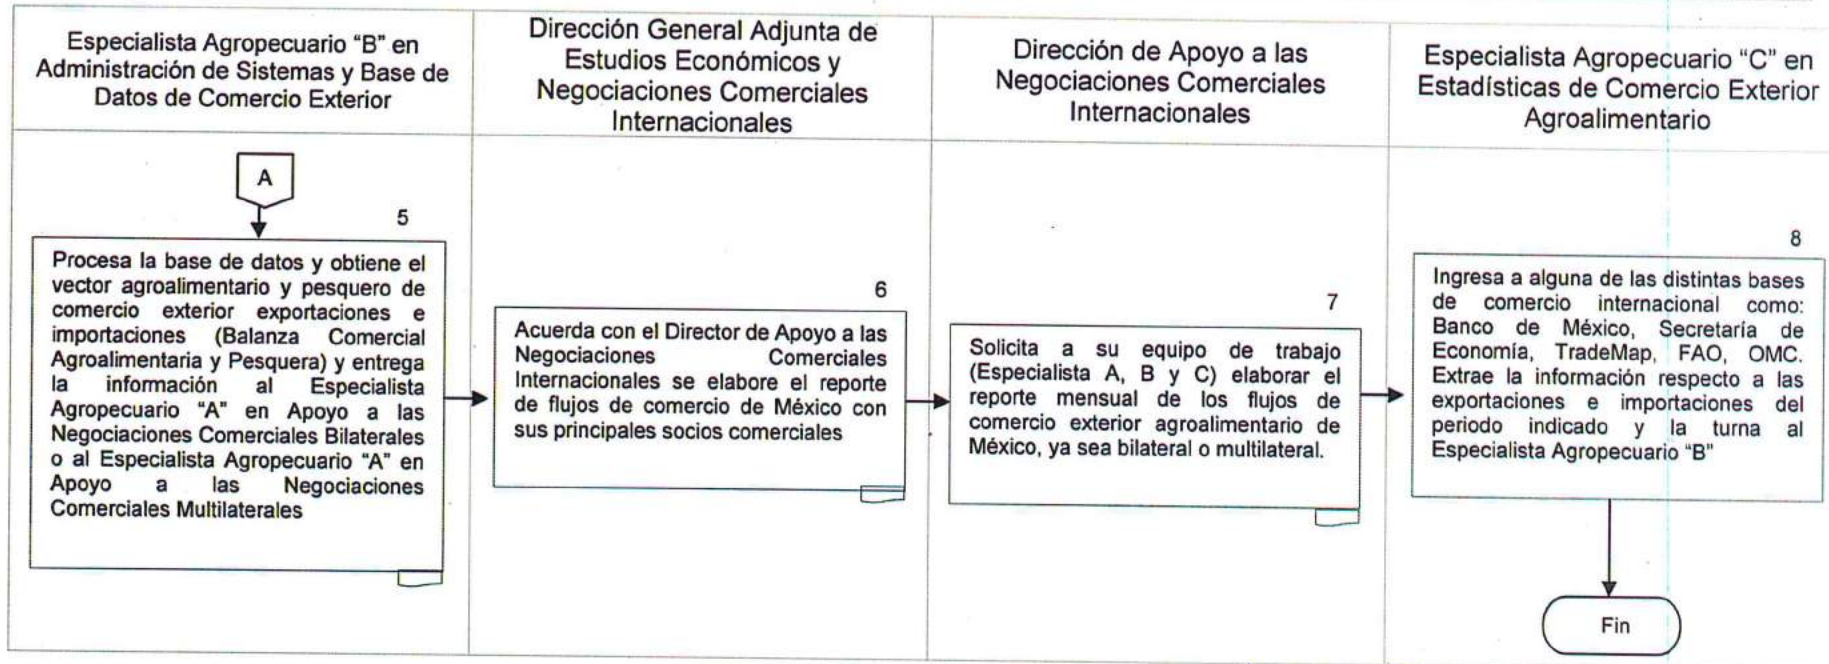 Especialista Agropecuario “B” en
Administración de Sistemas y Base de
Datos de Comercio Exterior
Dirección General Adjunta de
Estudios Económicos y
Negociaciones Comerciales
Internacionales
Dirección de Apoyo a las
Negociaciones Comerciales
Internacionales
Especialista Agropecuario “C” en
Estadísticas de Comercio Exterior
Agroalimentario
A
5
Procesa la base de datos y obtiene el
vector agroalimentario y pesquero de
comercio exterior exportaciones e
importaciones (Balanza Comercial
Agroalimentaria y Pesquera) y entrega
la información al Especialista
Agropecuario “A” en Apoyo a las
Negociaciones Comerciales Bilaterales
o al Especialista Agropecuario “A” en
Apoyo a las Negociaciones
Comerciales Multilaterales
6
Acuerda con el Director de Apoyo a las
Negociaciones Comerciales
Internacionales se elabore el reporte
de flujos de comercio de México con
sus principales socios comerciales
7
Solicita a su equipo de trabajo
(Especialista A, B y C) elaborar el
reporte mensual de los flujos de
comercio exterior agroalimentario de
México, ya sea bilateral o multilateral.
8
Ingresa a alguna de las distintas bases
de comercio internacional como:
Banco de México, Secretaría de
Economía, TradeMap, FAO, OMC.
Extrae la información respecto a las
exportaciones e importaciones del
periodo indicado y la turna al
Especialista Agropecuario “B”
Fin